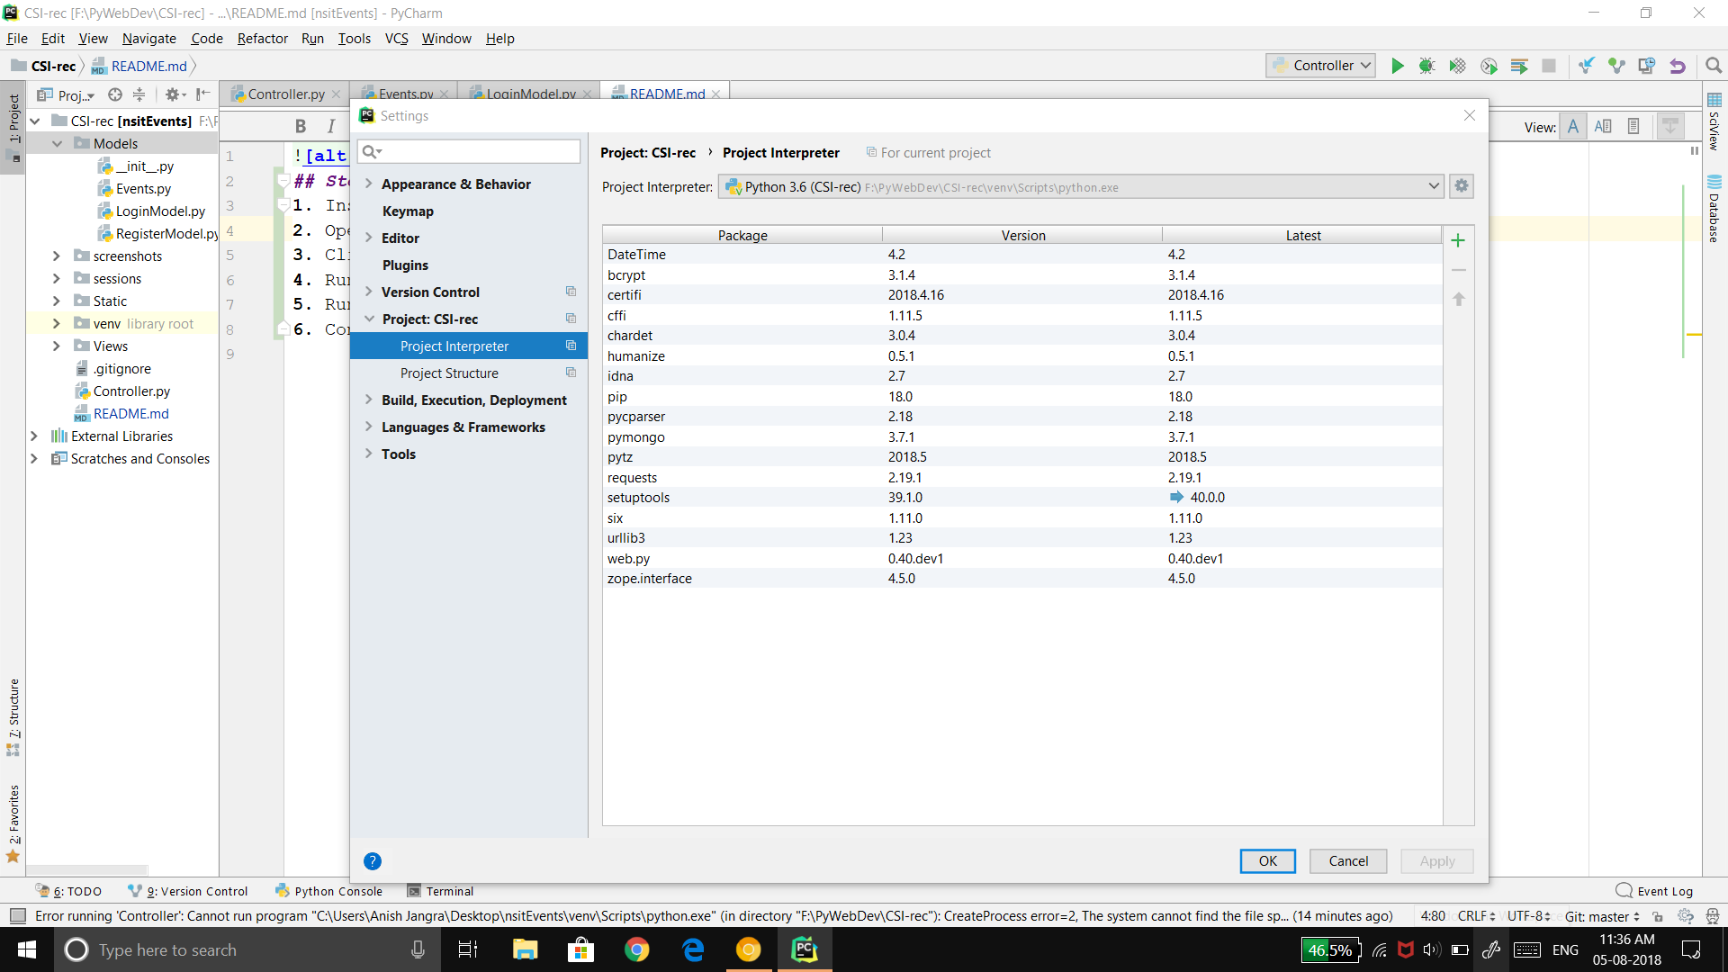 CSI-rec [F:\PyWebDev\CSI-rec] - ...\README.md [nsitEvents] - PyCharm
File Edit View Navigate Code Refactor Run Tools VCS Window Help
CSI-rec README.md Controller
1: Project
Proj...
Controller.py Events.py LoginModel.py README.md
CSI-rec [nsitEvents] F:\P
Models
__init__.py
Events.py
LoginModel.py
RegisterModel.py
screenshots
sessions
Static
venv library root
Views
.gitignore
Controller.py
README.md
External Libraries
Scratches and Consoles
7: Structure
2: Favorites
B I
View:
1 ![alt
2 ## Ste
3 1. Ins
4 2. Ope
5 3. Cli
6 4. Run
7 5. Run
8 6. Con
9
SciView
Database
Settings
Appearance & Behavior
Keymap
Editor
Plugins
Version Control
Project: CSI-rec
Project Interpreter
Project Structure
Build, Execution, Deployment
Languages & Frameworks
Tools
Project: CSI-rec › Project Interpreter For current project
Project Interpreter: Python 3.6 (CSI-rec) F:\PyWebDev\CSI-rec\venv\Scripts\python.exe
Package Version Latest
DateTime 4.2 4.2
bcrypt 3.1.4 3.1.4
certifi 2018.4.16 2018.4.16
cffi 1.11.5 1.11.5
chardet 3.0.4 3.0.4
humanize 0.5.1 0.5.1
idna 2.7 2.7
pip 18.0 18.0
pycparser 2.18 2.18
pymongo 3.7.1 3.7.1
pytz 2018.5 2018.5
requests 2.19.1 2.19.1
setuptools 39.1.0 40.0.0
six 1.11.0 1.11.0
urllib3 1.23 1.23
web.py 0.40.dev1 0.40.dev1
zope.interface 4.5.0 4.5.0
? OK Cancel Apply
6: TODO 9: Version Control Python Console Terminal Event Log
Error running 'Controller': Cannot run program "C:\Users\Anish Jangra\Desktop\nsitEvents\venv\Scripts\python.exe" (in directory "F:\PyWebDev\CSI-rec"): CreateProcess error=2, The system cannot find the file sp... (14 minutes ago) 4:80 CRLF UTF-8 Git: master
Type here to search 46.5% ENG 11:36 AM
05-08-2018